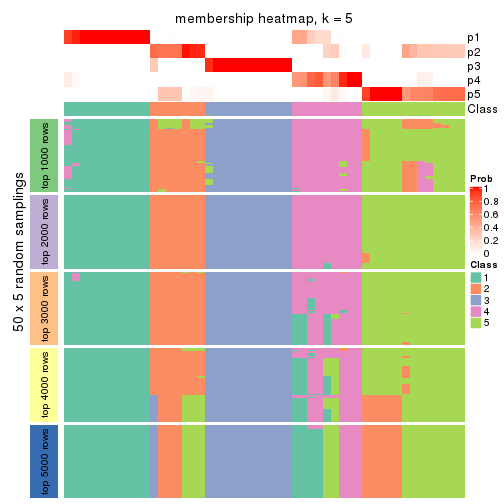 membership heatmap, k = 5
p1
p2
p3
p4
p5
Class
50 x 5 random samplings
top 1000 rows
top 2000 rows
top 3000 rows
top 4000 rows
top 5000 rows
Prob
1
0.8
0.6
0.4
0.2
0
Class
1
2
3
4
5